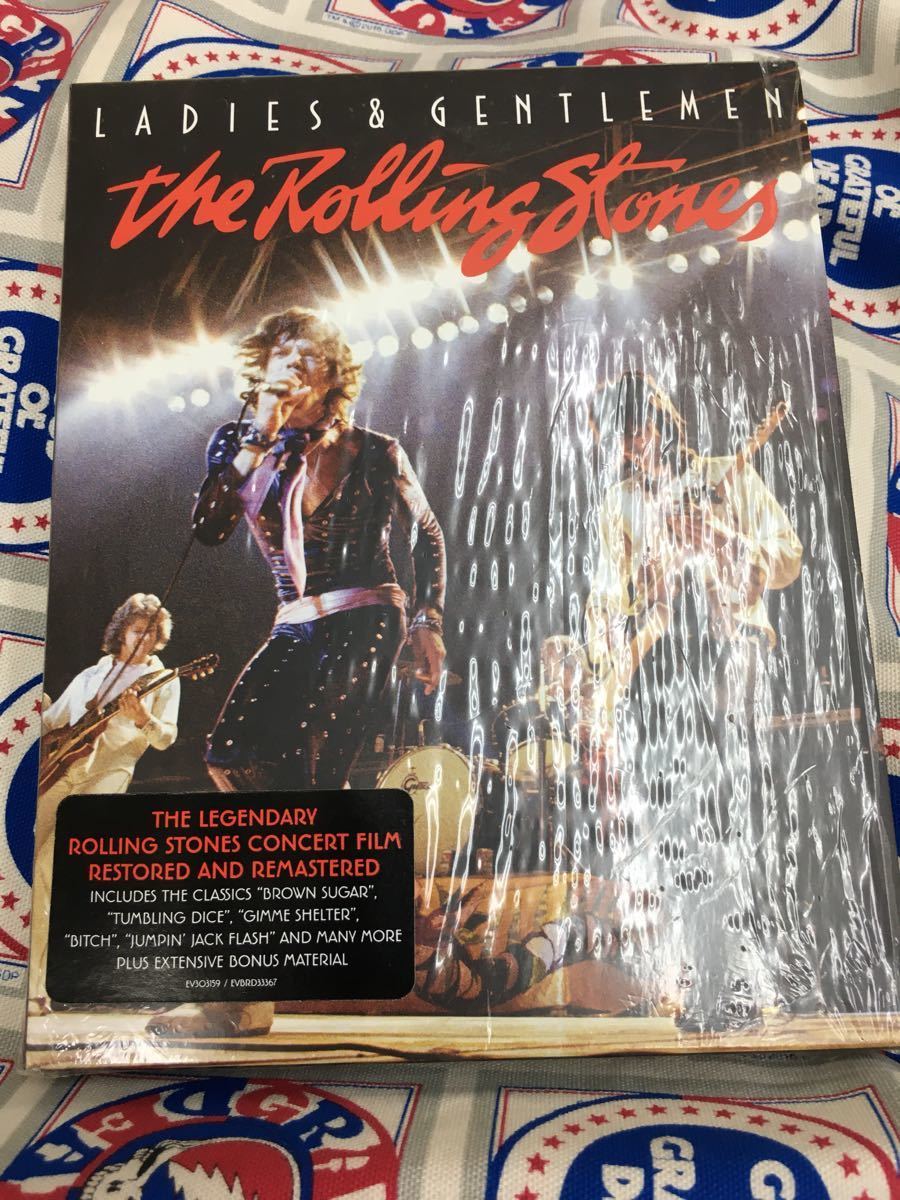 LADIES & GENTLEMEN
the Rolling Stones
THE LEGENDARY
ROLLING STONES CONCERT FILM
RESTORED AND REMASTERED
INCLUDES THE CLASSICS "BROWN SUGAR",
"TUMBLING DICE", "GIMME SHELTER",
"BITCH", "JUMPIN' JACK FLASH" AND MANY MORE
PLUS EXTENSIVE BONUS MATERIAL
EV303159 / EVBRD33367
GRATEFUL